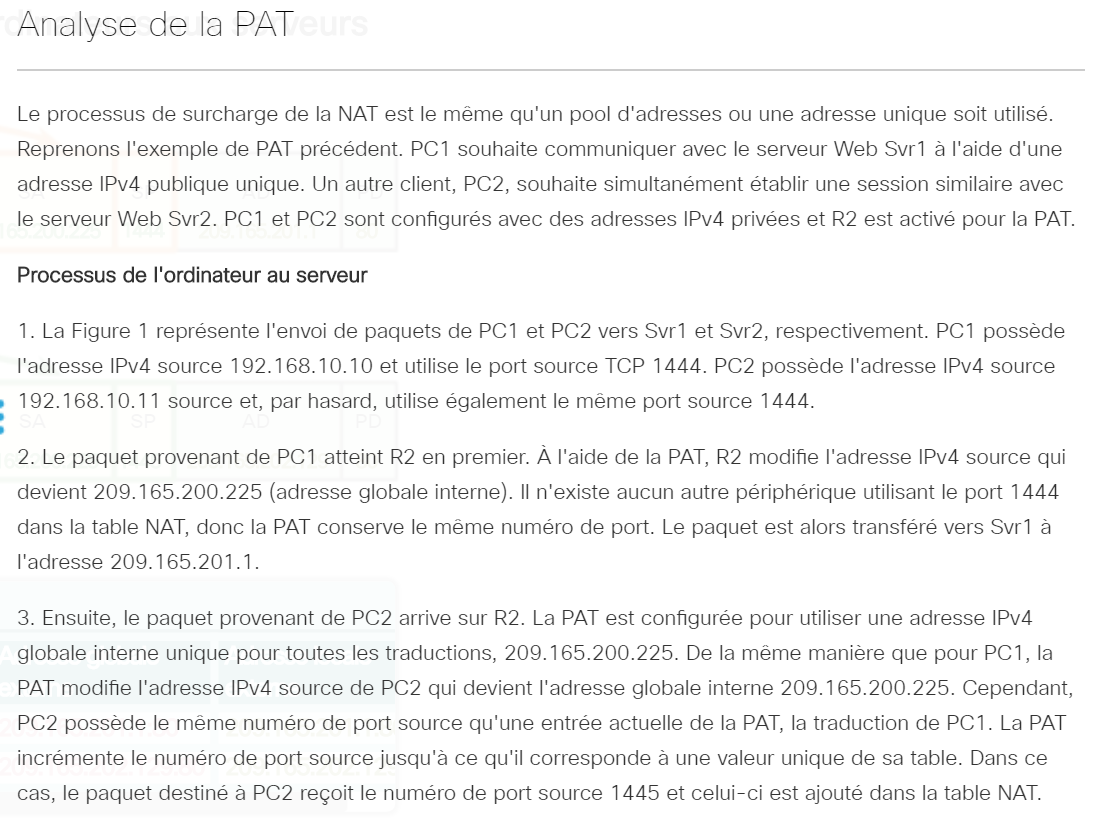 Analyse de la PAT
Le processus de surcharge de la NAT est le même qu'un pool d'adresses ou une adresse unique soit utilisé.
Reprenons l'exemple de PAT précédent. PC1 souhaite communiquer avec le serveur Web Svr1 à l'aide d'une
adresse IPv4 publique unique. Un autre client, PC2, souhaite simultanément établir une session similaire avec
le serveur Web Svr2. PC1 et PC2 sont configurés avec des adresses IPv4 privées et R2 est activé pour la PAT.
Processus de l'ordinateur au serveur
1. La Figure 1 représente l'envoi de paquets de PC1 et PC2 vers Svr1 et Svr2, respectivement. PC1 possède
l'adresse IPv4 source 192.168.10.10 et utilise le port source TCP 1444. PC2 possède l'adresse IPv4 source
192.168.10.11 source et, par hasard, utilise également le même port source 1444.
SA SP AD PD
2. Le paquet provenant de PC1 atteint R2 en premier. À l'aide de la PAT, R2 modifie l'adresse IPv4 source qui
devient 209.165.200.225 (adresse globale interne). Il n'existe aucun autre périphérique utilisant le port 1444
dans la table NAT, donc la PAT conserve le même numéro de port. Le paquet est alors transféré vers Svr1 à
l'adresse 209.165.201.1.
3. Ensuite, le paquet provenant de PC2 arrive sur R2. La PAT est configurée pour utiliser une adresse IPv4
globale interne unique pour toutes les traductions, 209.165.200.225. De la même manière que pour PC1, la
PAT modifie l'adresse IPv4 source de PC2 qui devient l'adresse globale interne 209.165.200.225. Cependant,
PC2 possède le même numéro de port source qu'une entrée actuelle de la PAT, la traduction de PC1. La PAT
incrémente le numéro de port source jusqu'à ce qu'il corresponde à une valeur unique de sa table. Dans ce
cas, le paquet destiné à PC2 reçoit le numéro de port source 1445 et celui-ci est ajouté dans la table NAT.